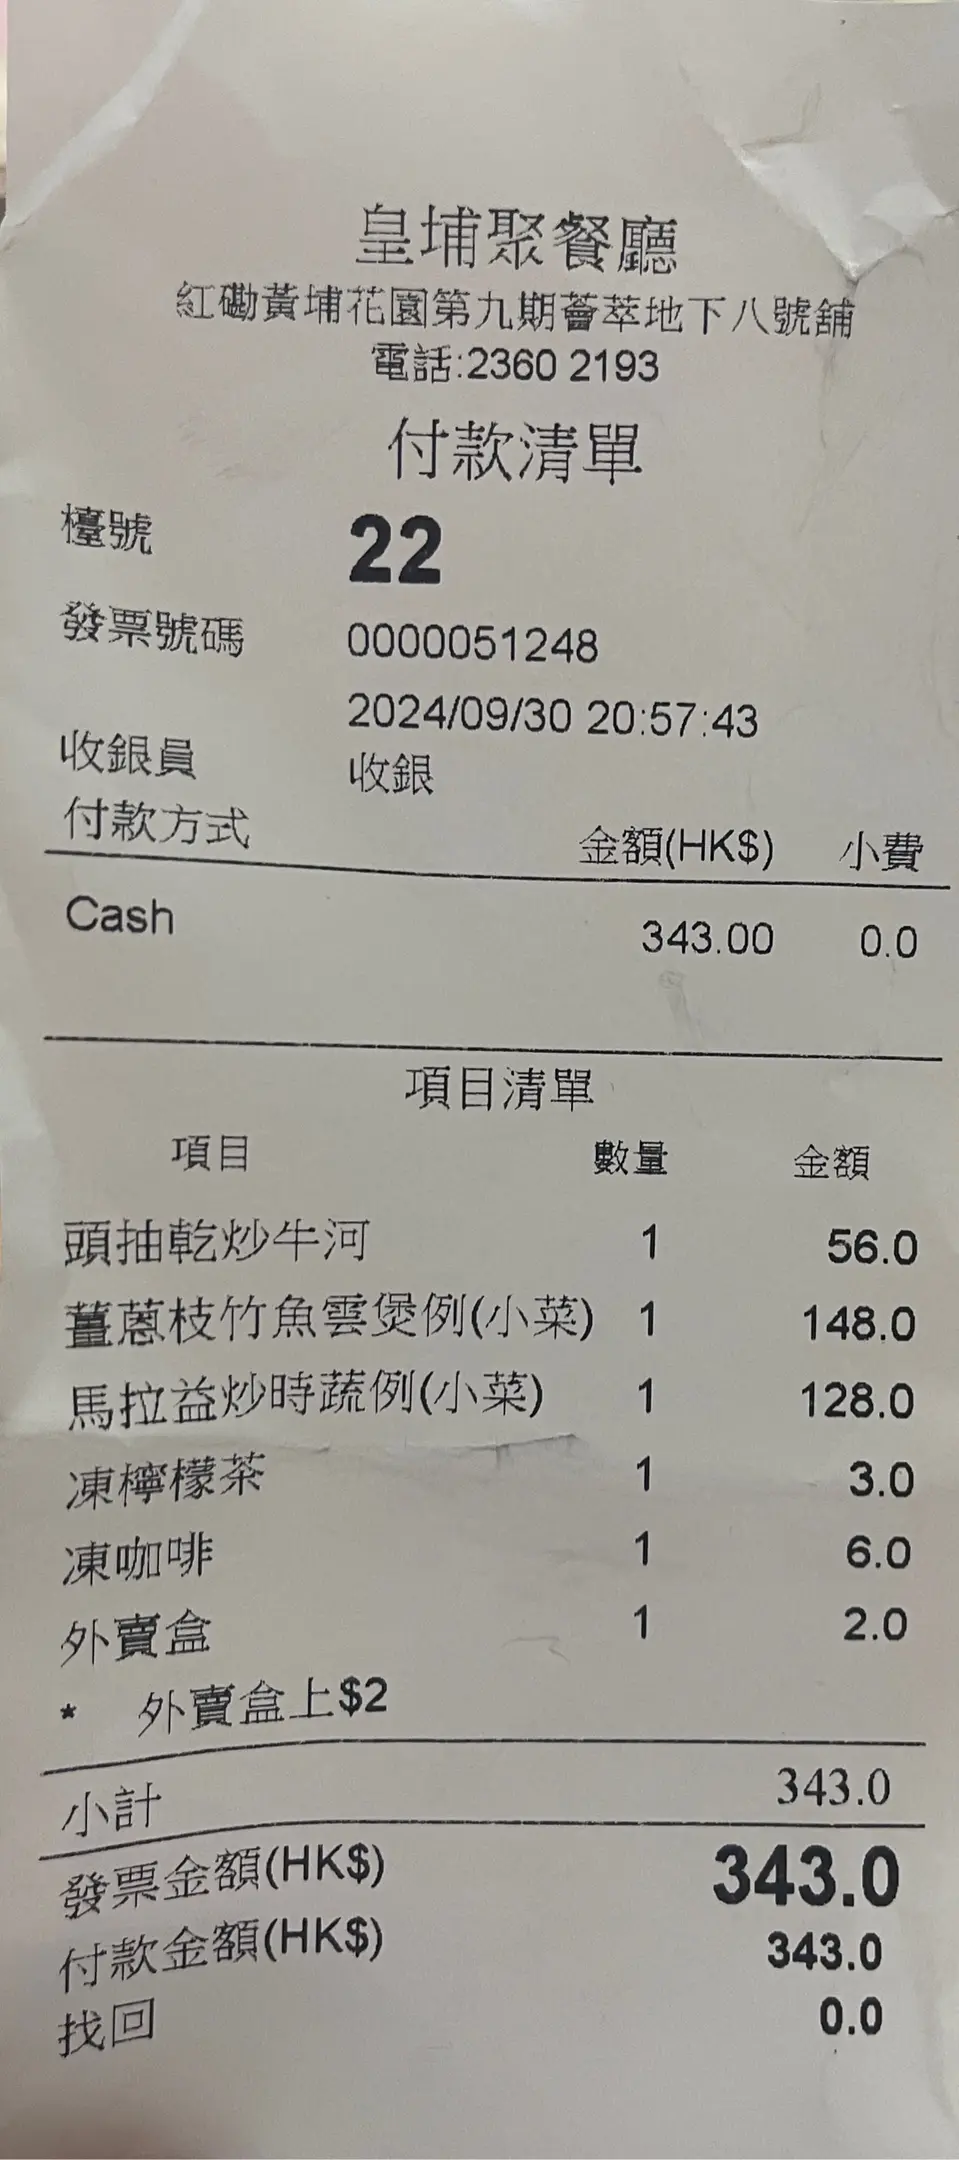 皇埔聚餐廳
紅磡黃埔花園第九期薈萃地下八號舖
電話:2360 2193
付款清單
檯號 22
發票號碼 0000051248
2024/09/30 20:57:43
收銀員 收銀
付款方式 金額(HK$) 小費
Cash 343.00 0.0
項目清單
項目 數量 金額
頭抽乾炒牛河 1 56.0
薑蔥枝竹魚雲煲例(小菜) 1 148.0
馬拉益炒時蔬例(小菜) 1 128.0
凍檸檬茶 1 3.0
凍咖啡 1 6.0
外賣盒 1 2.0
* 外賣盒上$2
小計 343.0
發票金額(HK$) 343.0
付款金額(HK$) 343.0
找回 0.0